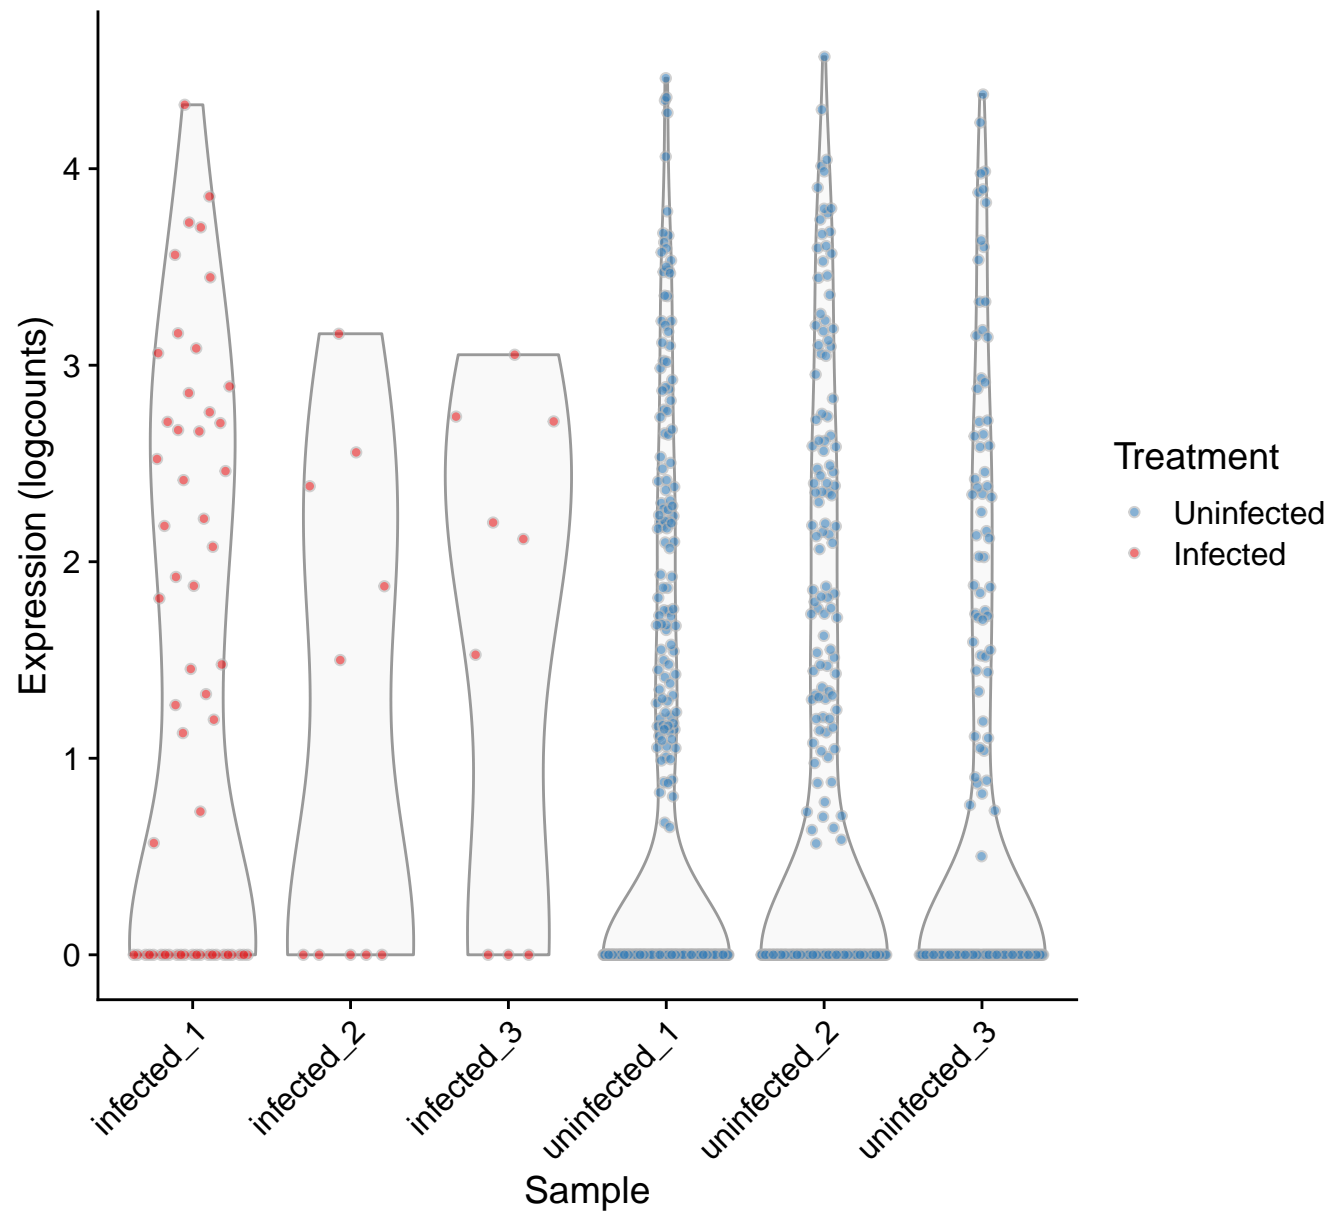 Expression (logcounts)
4
3
2
1
0
infected_1
infected_2
infected_3
uninfected_1
uninfected_2
uninfected_3
Sample
Treatment
Uninfected
Infected